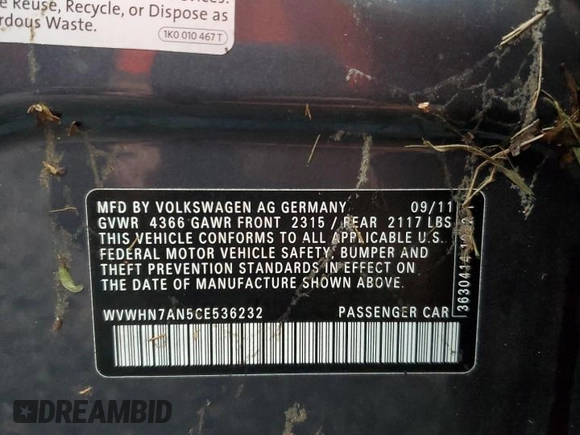 e Reuse, Recycle, or Dispose as
rdous Waste.
1K0 010 467 T
MFD BY VOLKSWAGEN AG GERMANY 09/11
GVWR 4366 GAWR FRONT 2315 / REAR 2117 LBS
THIS VEHICLE CONFORMS TO ALL APPLICABLE U.S.
FEDERAL MOTOR VEHICLE SAFETY, BUMPER AND
THEFT PREVENTION STANDARDS IN EFFECT ON
THE DATE OF MANUFACTURE SHOWN ABOVE.
WVWHN7AN5CE536232 PASSENGER CAR
DREAMBID